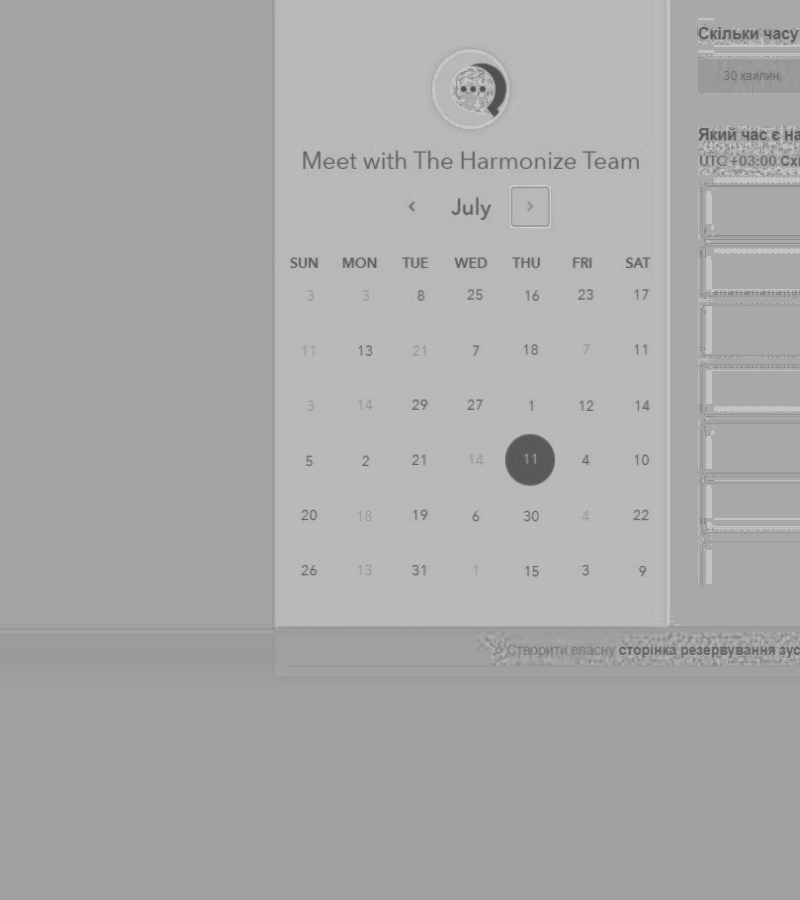 Meet with The Harmonize Team
July
SUN MON TUE WED THU FRI SAT
3 3 8 25 16 23 17
11 13 21 7 18 7 11
3 14 29 27 1 12 14
5 2 21 14 11 4 10
20 18 19 6 30 4 22
26 13 31 1 15 3 9
Скільки часу
30 хвилин
Який час є на
UTC +03:00 Схі
Створити власну сторінка резервування зус